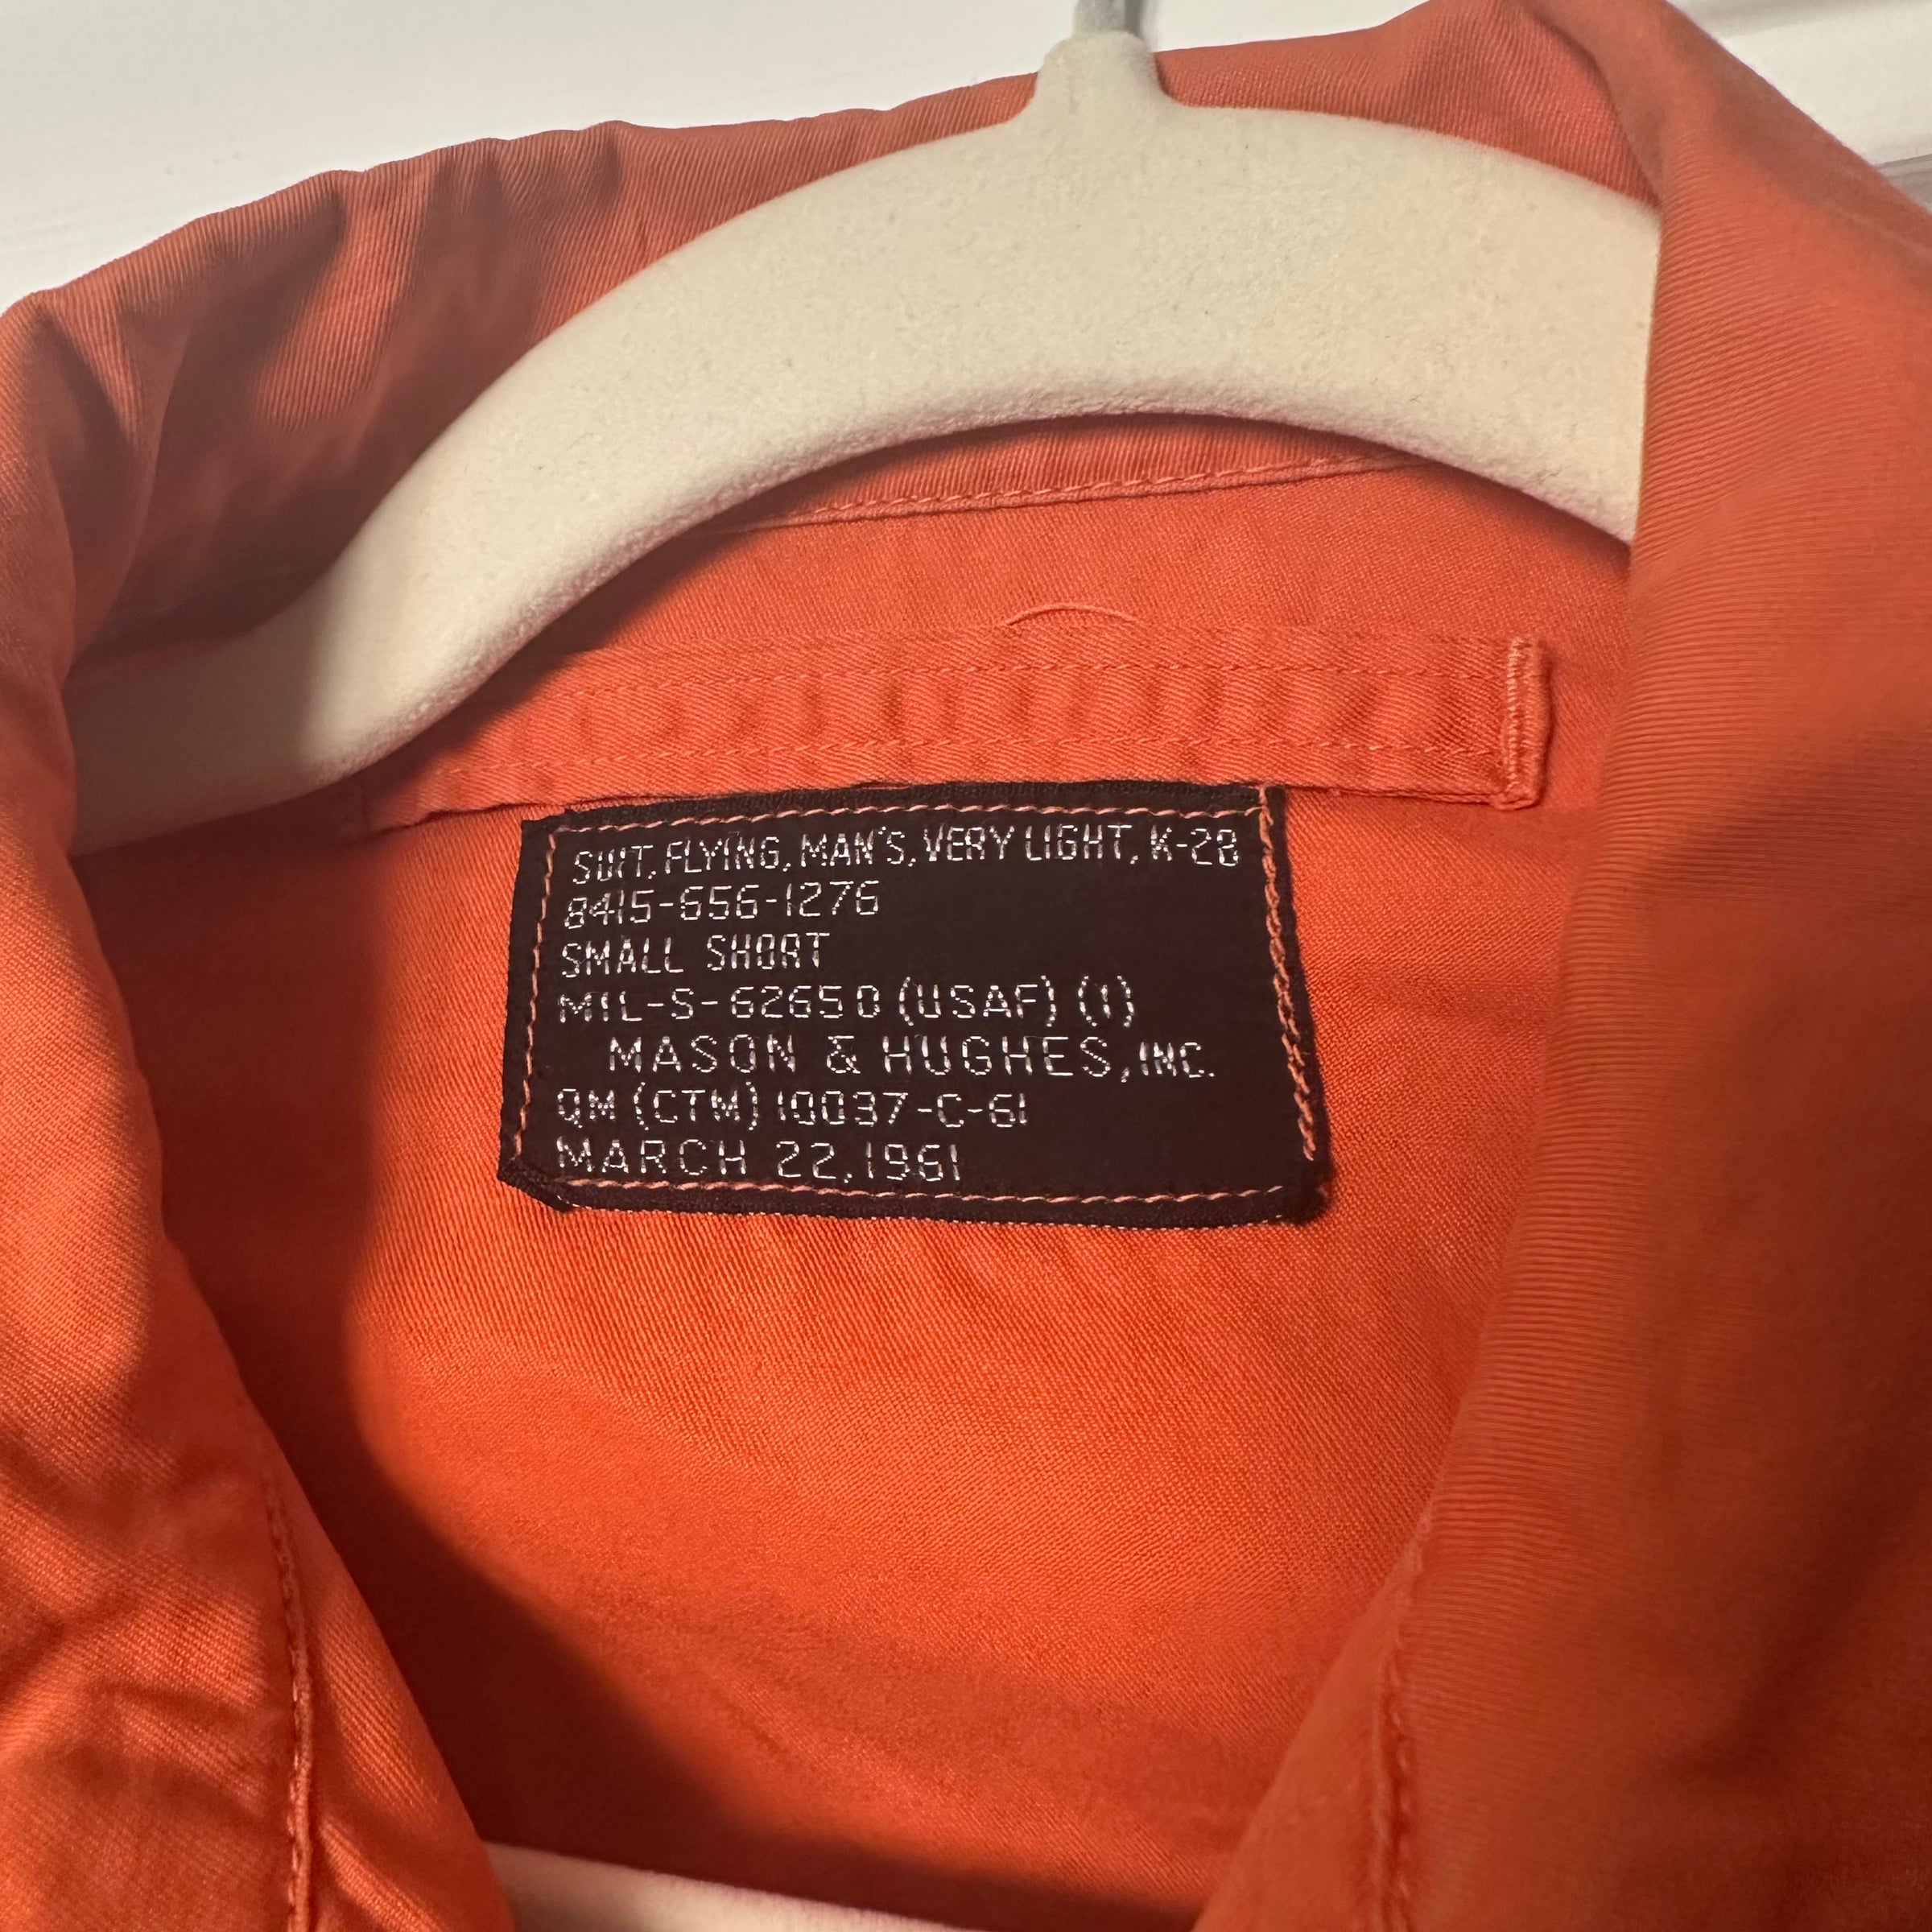 SUIT, FLYING, MAN'S, VERY LIGHT, K-2B
8415-656-1276
SMALL SHORT
MIL-S-6265D (USAF) (1)
MASON & HUGHES, INC.
QM (CTM) 10037-C-61
MARCH 22, 1961